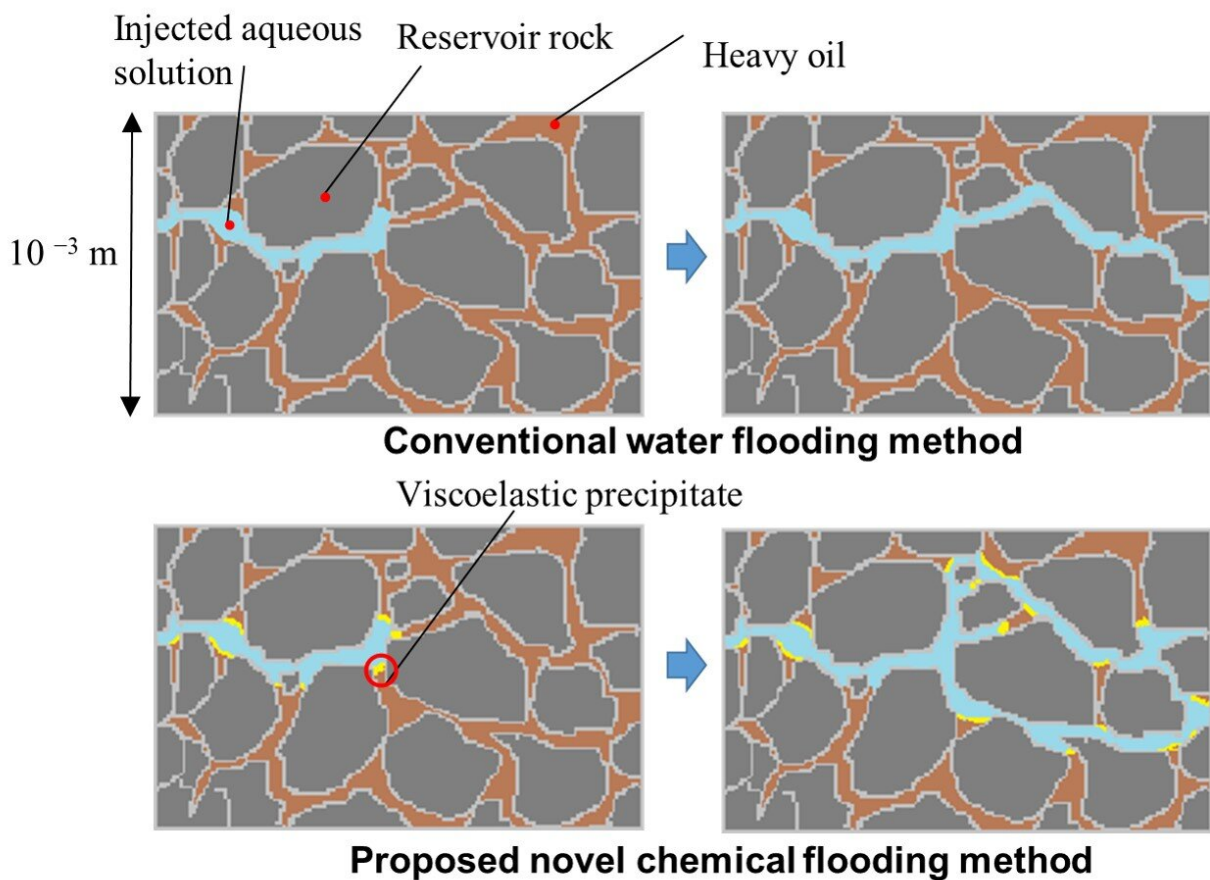 Injected aqueous
solution
Reservoir rock
Heavy oil
10 ⁻³ m
Conventional water flooding method
Viscoelastic precipitate
Proposed novel chemical flooding method